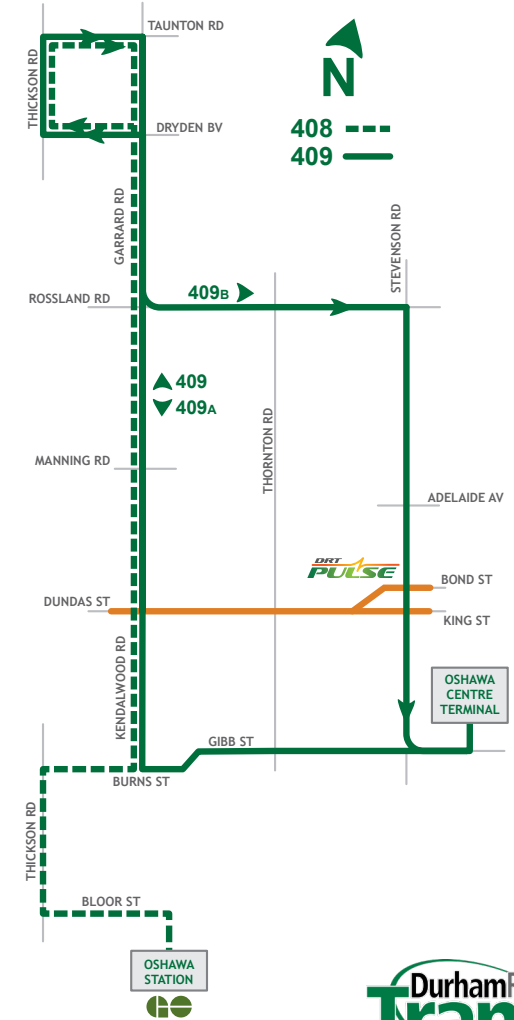 TAUNTON RD
THICKSON RD
N
DRYDEN BV
408
409
GARRARD RD
STEVENSON RD
ROSSLAND RD
409B
409
409A
THORNTON RD
MANNING RD
ADELAIDE AV
DRT
PULSE
BOND ST
DUNDAS ST
KING ST
KENDALWOOD RD
OSHAWA
CENTRE
TERMINAL
GIBB ST
BURNS ST
THICKSON RD
BLOOR ST
OSHAWA
STATION
GO
Durham